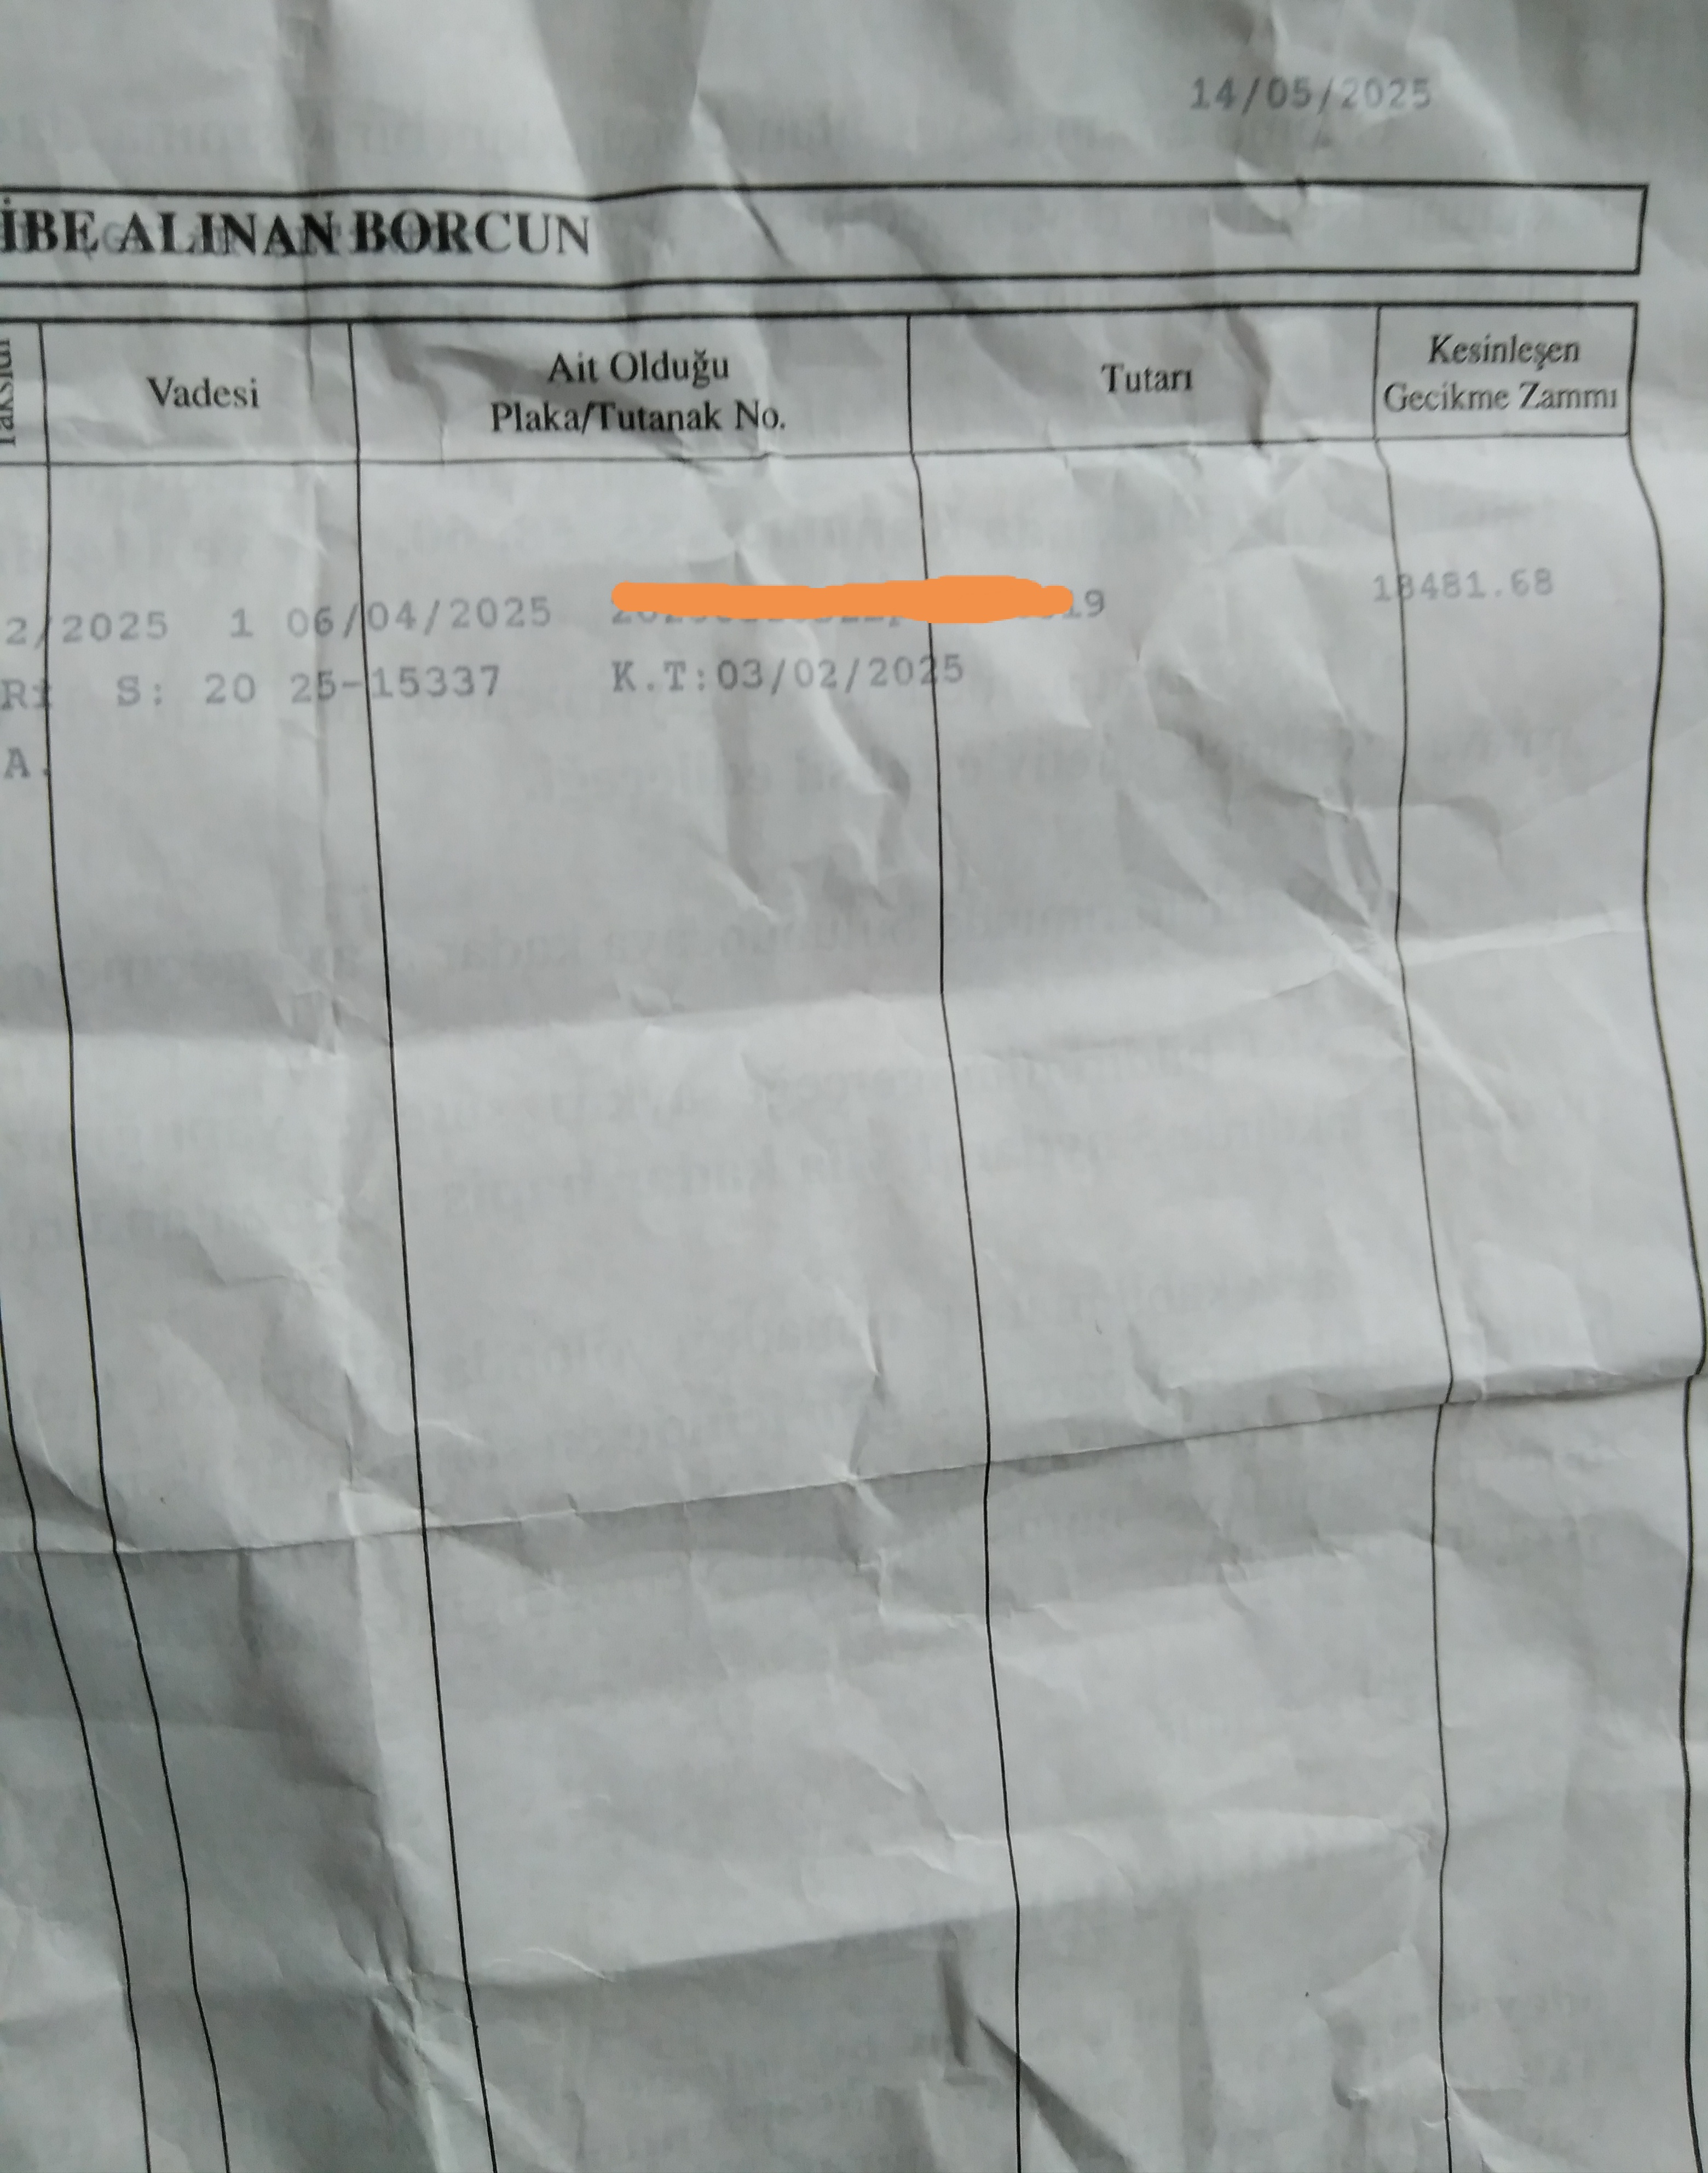 14/05/2025
İBE ALINAN BORCUN
Vadesi
Ait Olduğu
Plaka/Tutanak No.
Tutarı
Kesinleşen
Gecikme Zammı
2/2025 1 06/04/2025 19 18481.68
S: 20 25-15337 K.T:03/02/2025
A.